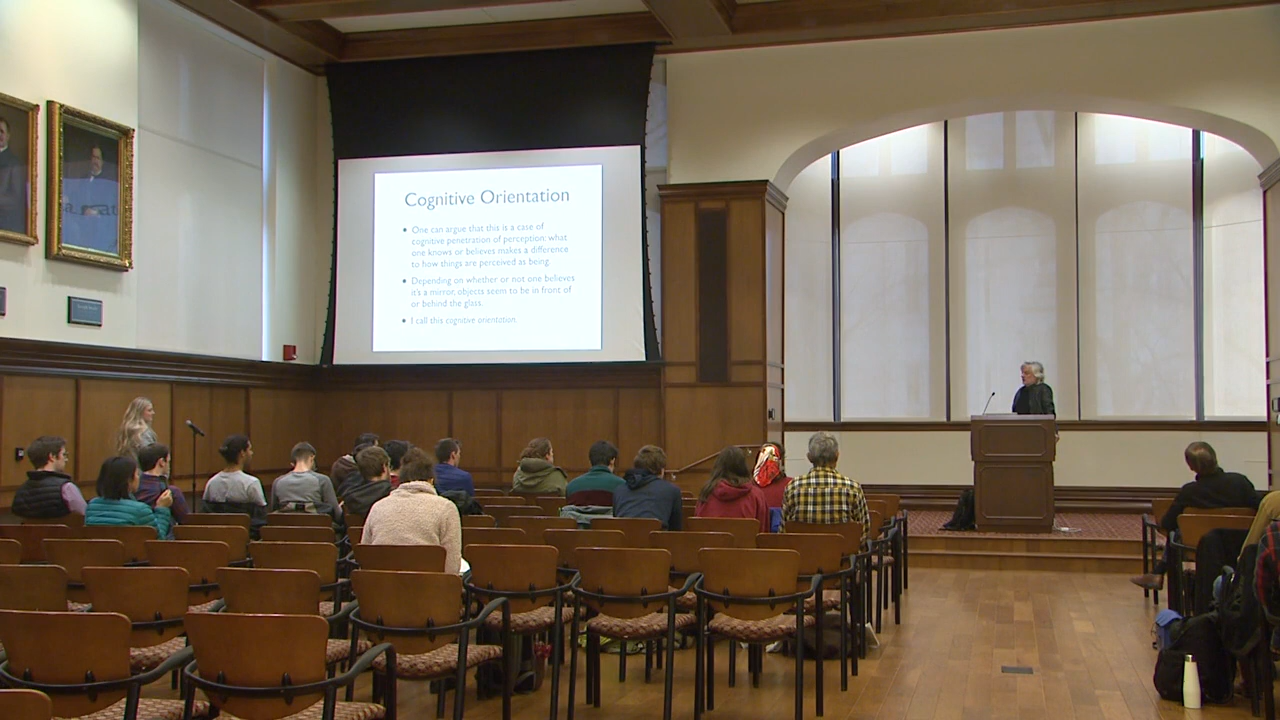 Cognitive Orientation
• One can argue that this is a case of
cognitive penetration of perception: what
one knows or believes makes a difference
to how things are perceived as being.
• Depending on whether or not one believes
it's a mirror, objects seem to be in front of
or behind the glass.
• I call this cognitive orientation.